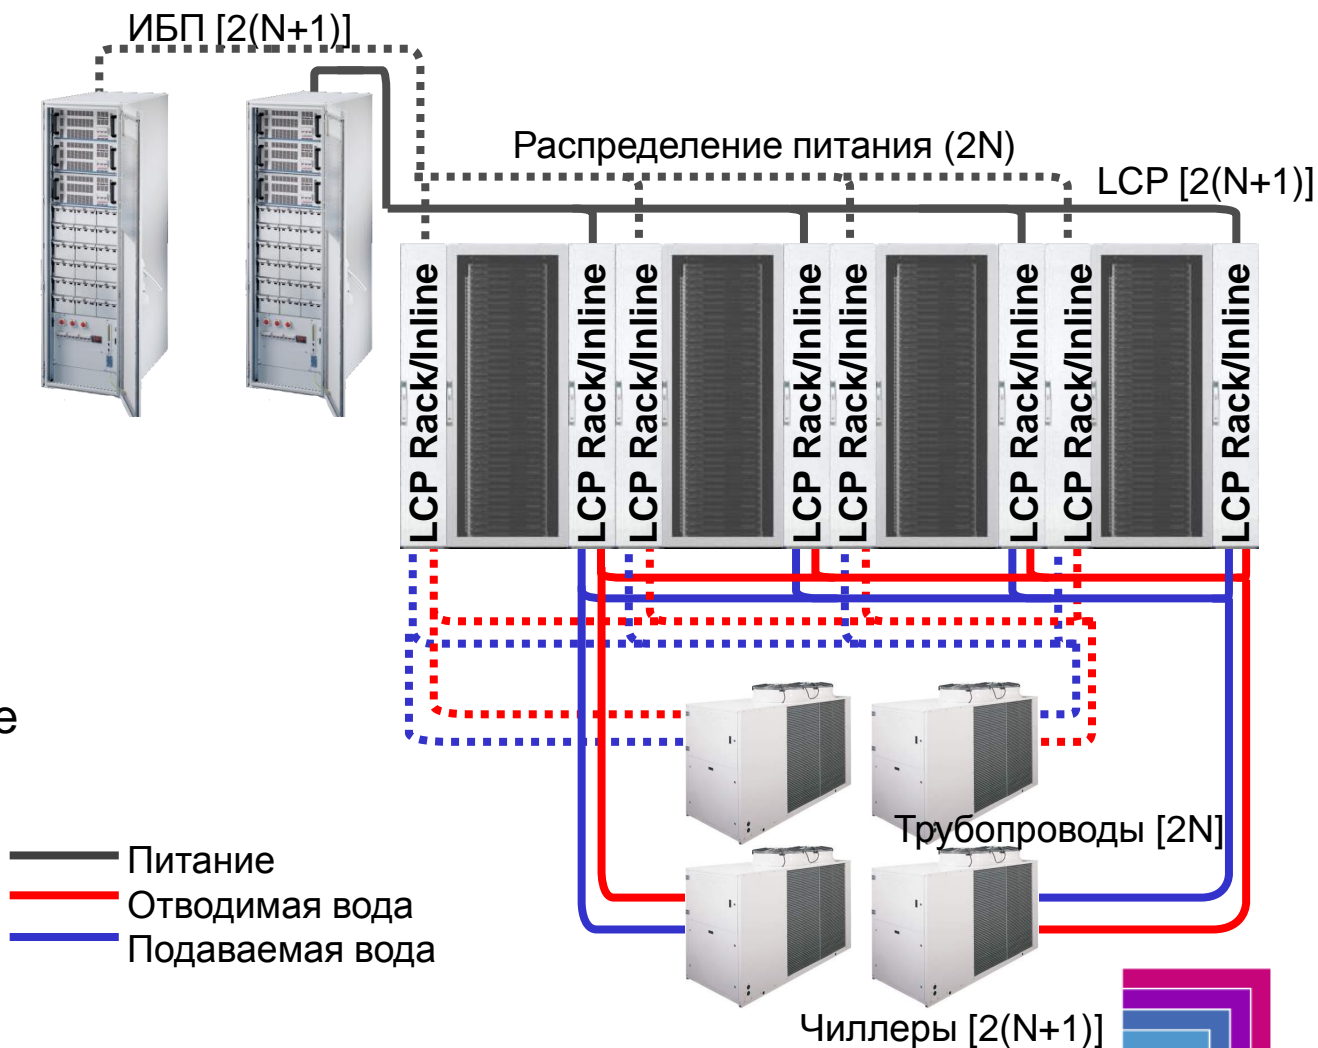 ИБП [2(N+1)]
Распределение питания (2N)
LCP [2(N+1)]
LCP Rack/Inline
LCP Rack/Inline
LCP Rack/Inline
LCP Rack/Inline
LCP Rack/Inline
LCP Rack/Inline
LCP Rack/Inline
LCP Rack/Inline
е
Трубопроводы [2N]
Питание
Отводимая вода
Подаваемая вода
Чиллеры [2(N+1)]